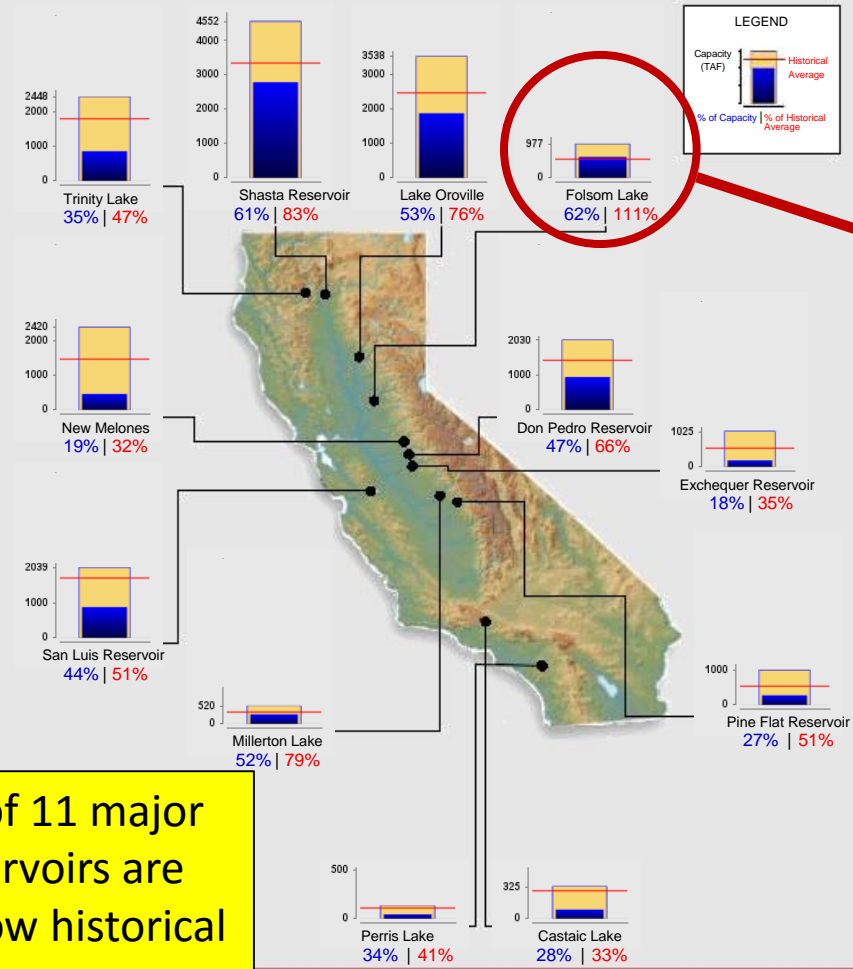 LEGEND
Capacity
(TAF)
Historical
Average
% of Capacity | % of Historical
Average
2448
2000
1000
0
Trinity Lake
35% | 47%
4552
4000
3000
2000
1000
0
Shasta Reservoir
61% | 83%
3538
3000
2000
1000
0
Lake Oroville
53% | 76%
977
0
Folsom Lake
62% | 111%
2420
2000
1000
0
New Melones
19% | 32%
2030
1000
0
Don Pedro Reservoir
47% | 66%
1025
0
Exchequer Reservoir
18% | 35%
2039
1000
0
San Luis Reservoir
44% | 51%
520
0
Millerton Lake
52% | 79%
1000
0
Pine Flat Reservoir
27% | 51%
500
0
Perris Lake
34% | 41%
325
0
Castaic Lake
28% | 33%
of 11 major
rvoirs are
ow historical